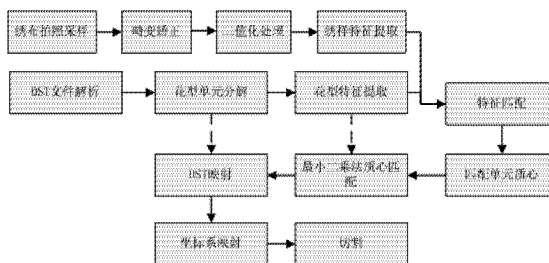 绣布拍照采样
畸变矫正
二值化处理
绣样特征提取
DST文件解析
花型单元分解
花型特征提取
特征匹配
DST映射
最小二乘法质心匹
配
匹配单元质心
坐标系映射
切割